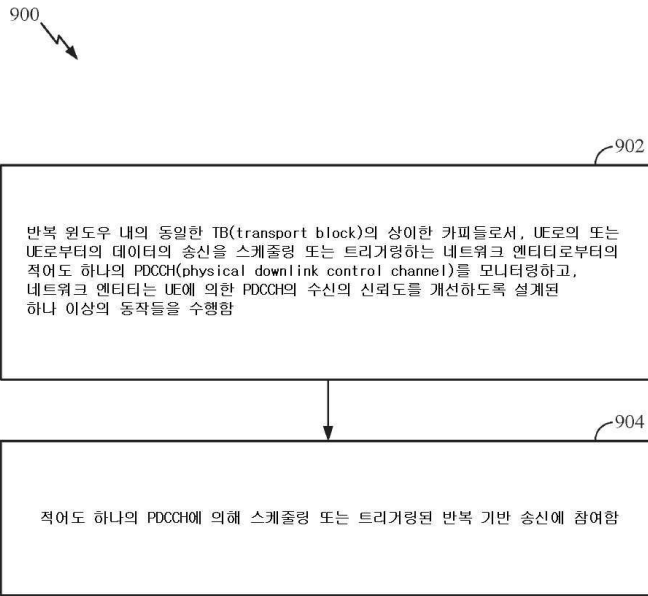 900
902
반복 윈도우 내의 동일한 TB(transport block)의 상이한 카피들로서, UE로의 또는
UE로부터의 데이터의 송신을 스케줄링 또는 트리거링하는 네트워크 엔티티로부터의
적어도 하나의 PDCCH(physical downlink control channel)를 모니터링하고,
네트워크 엔티티는 UE에 의한 PDCCH의 수신의 신뢰도를 개선하도록 설계된
하나 이상의 동작들을 수행함
904
적어도 하나의 PDCCH에 의해 스케줄링 또는 트리거링된 반복 기반 송신에 참여함